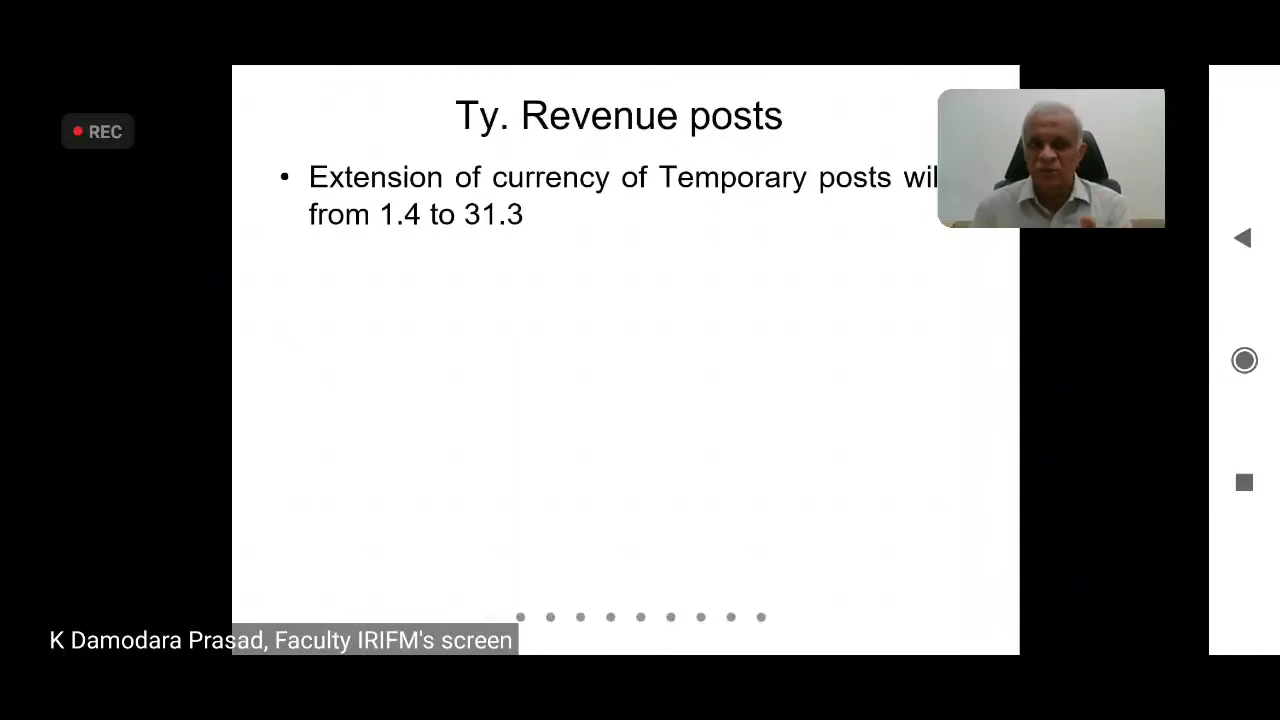 Ty. Revenue posts
REC
• Extension of currency of Temporary posts
from 1.4 to 31.3
K Damodara Prasad, Faculty IRIFM's screen